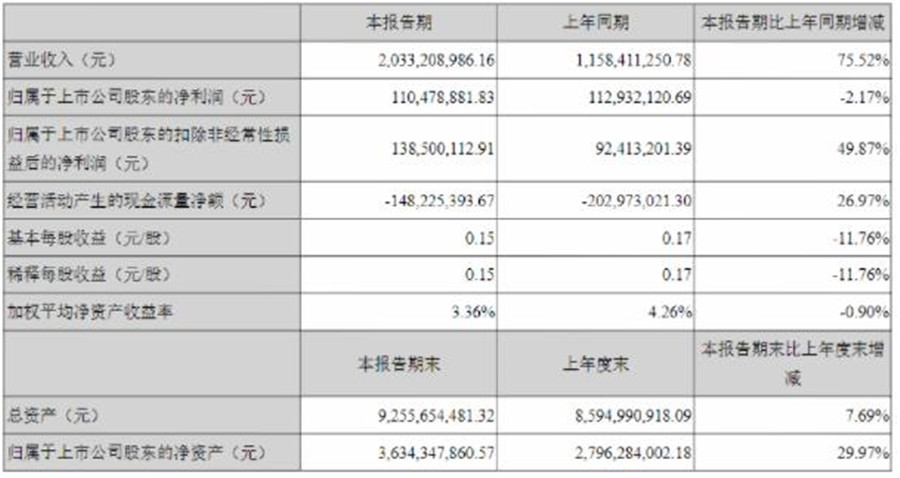 本报告期 上年同期 本报告期比上年同期增减
营业收入（元） 2,033,208,986.16 1,158,411,250.78 75.52%
归属于上市公司股东的净利润（元） 110,478,881.83 112,932,120.69 -2.17%
归属于上市公司股东的扣除非经常性损
益后的净利润（元） 138,500,112.91 92,413,201.39 49.87%
经营活动产生的现金流量净额（元） -148,225,393.67 -202,973,021.30 26.97%
基本每股收益（元/股） 0.15 0.17 -11.76%
稀释每股收益（元/股） 0.15 0.17 -11.76%
加权平均净资产收益率 3.36% 4.26% -0.90%
本报告期末 上年度末 本报告期末比上年度末增
减
总资产（元） 9,255,654,481.32 8,594,990,918.09 7.69%
归属于上市公司股东的净资产（元） 3,634,347,860.57 2,796,284,002.18 29.97%